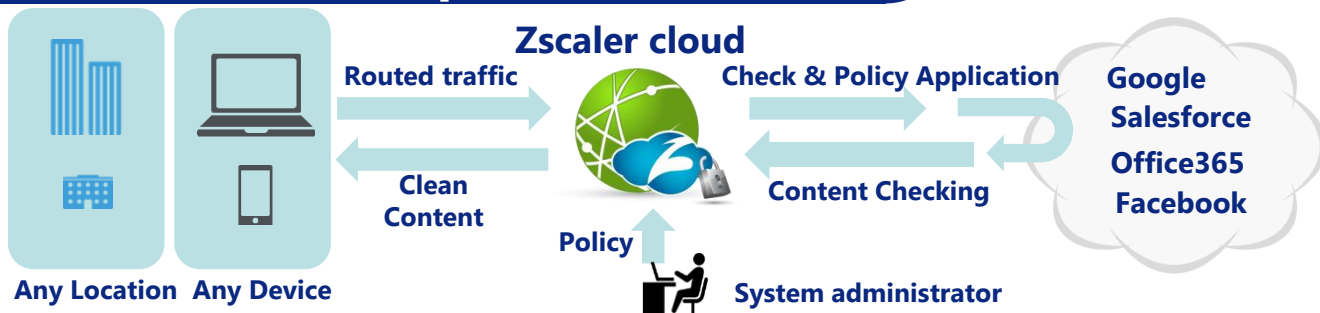 Zscaler cloud
Routed traffic
Check & Policy Application
Google
Salesforce
Office365
Facebook
Clean
Content
Content Checking
Policy
Any Location
Any Device
System administrator